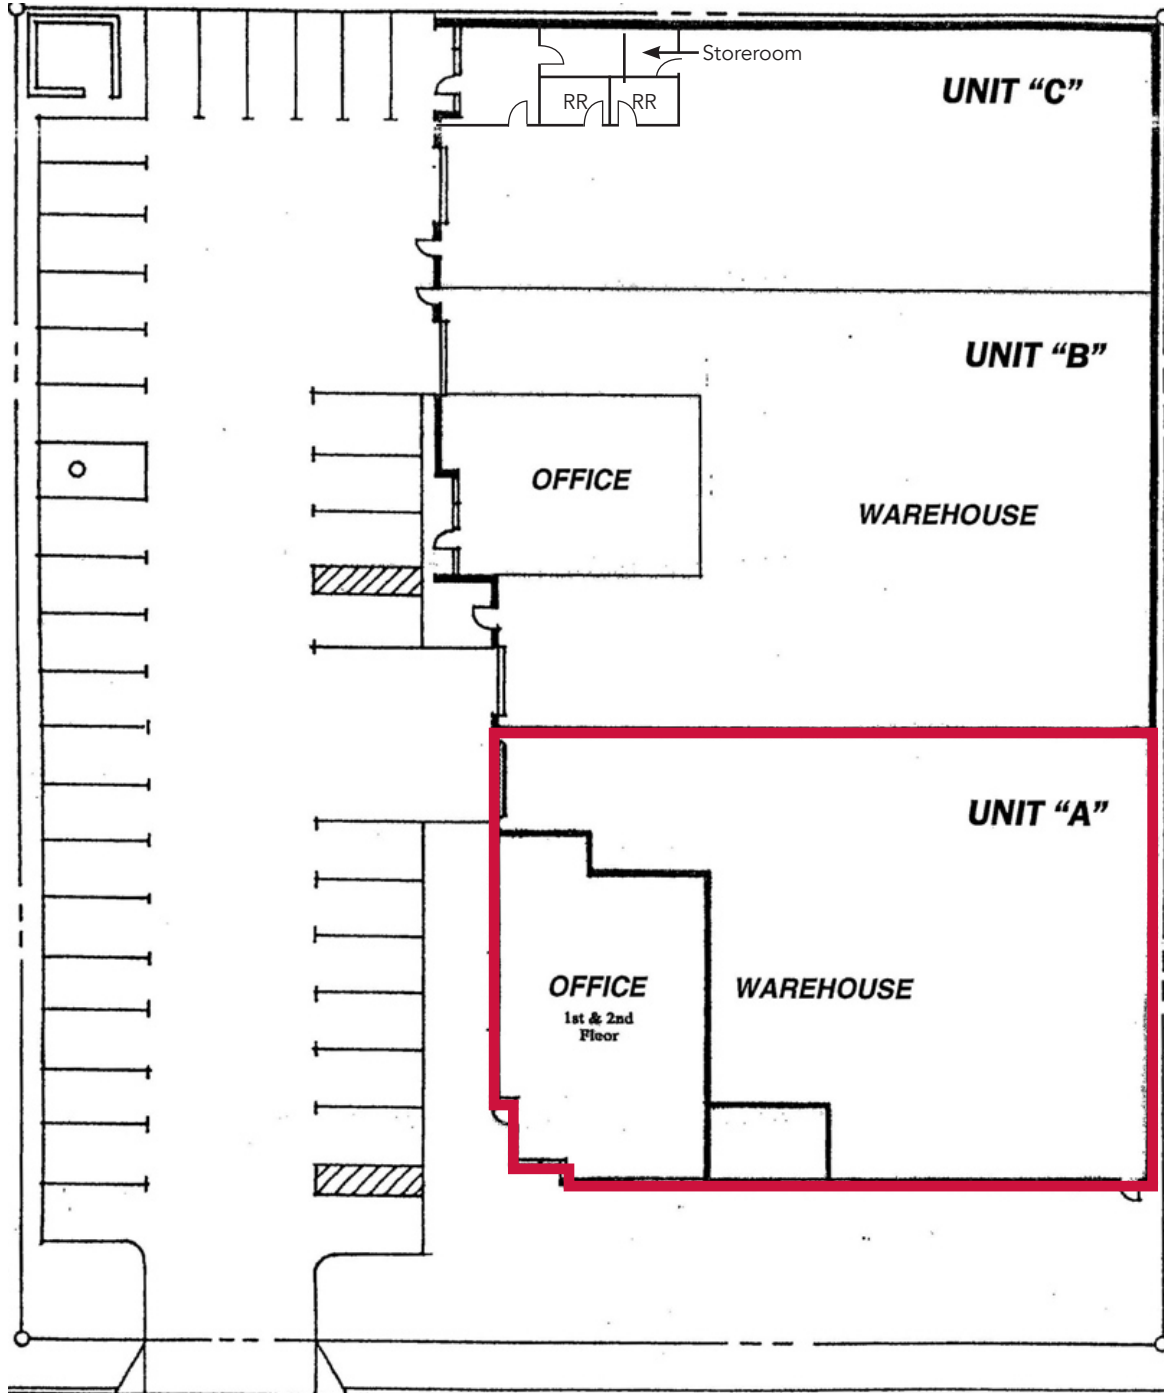 Storeroom
RR
RR
UNIT “C”
UNIT “B”
OFFICE
WAREHOUSE
UNIT “A”
OFFICE
1st & 2nd
Floor
WAREHOUSE